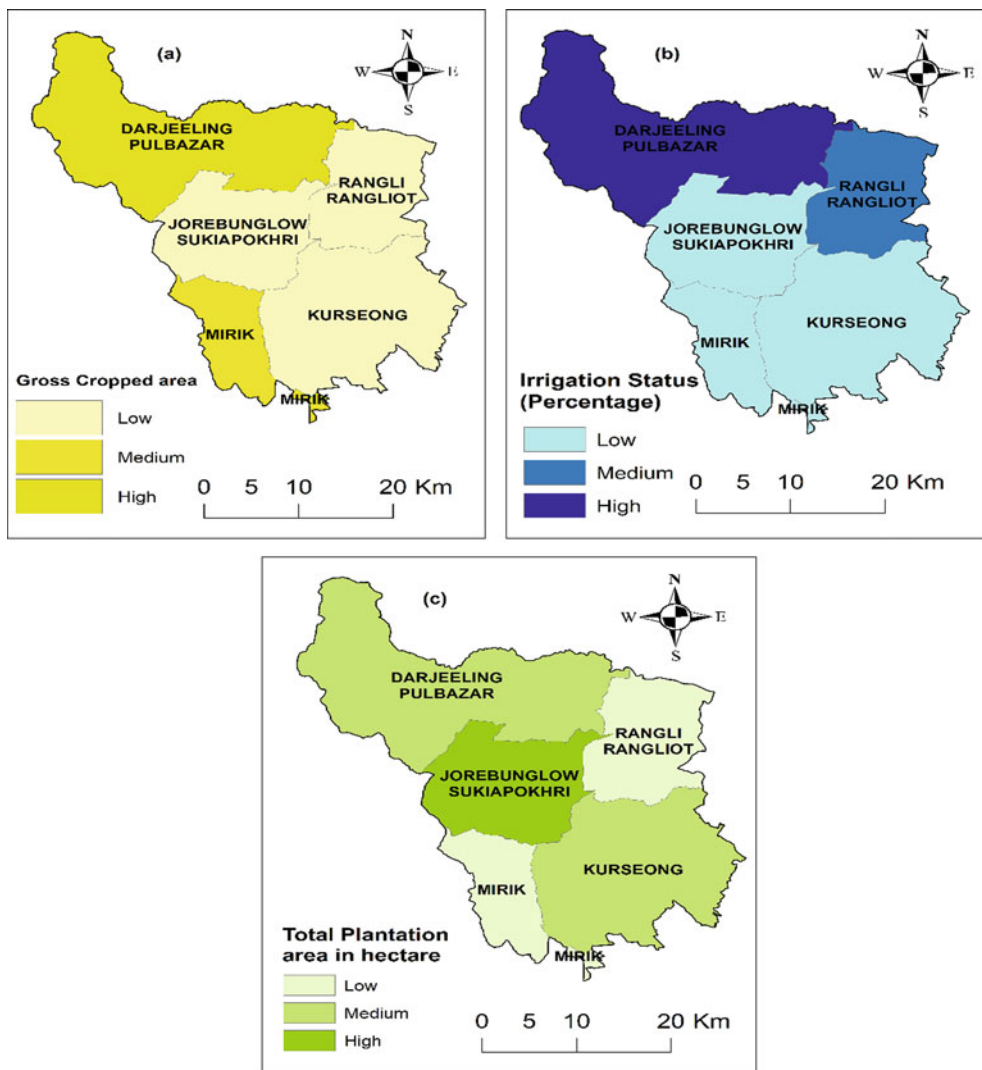 (a)
N
W
E
S
DARJEELING
PULBAZAR
RANGLI
RANGLIOT
JOREBUNGLOW
SUKIAPOKHRI
KURSEONG
MIRIK
MIRIK
Gross Cropped area
Low
Medium
High
0 5 10 20 Km
(b)
N
W
E
S
DARJEELING
PULBAZAR
RANGLI
RANGLIOT
JOREBUNGLOW
SUKIAPOKHRI
KURSEONG
MIRIK
MIRIK
Irrigation Status
(Percentage)
Low
Medium
High
0 5 10 20 Km
(c)
N
W
E
S
DARJEELING
PULBAZAR
RANGLI
RANGLIOT
JOREBUNGLOW
SUKIAPOKHRI
KURSEONG
MIRIK
MIRIK
Total Plantation
area in hectare
Low
Medium
High
0 5 10 20 Km